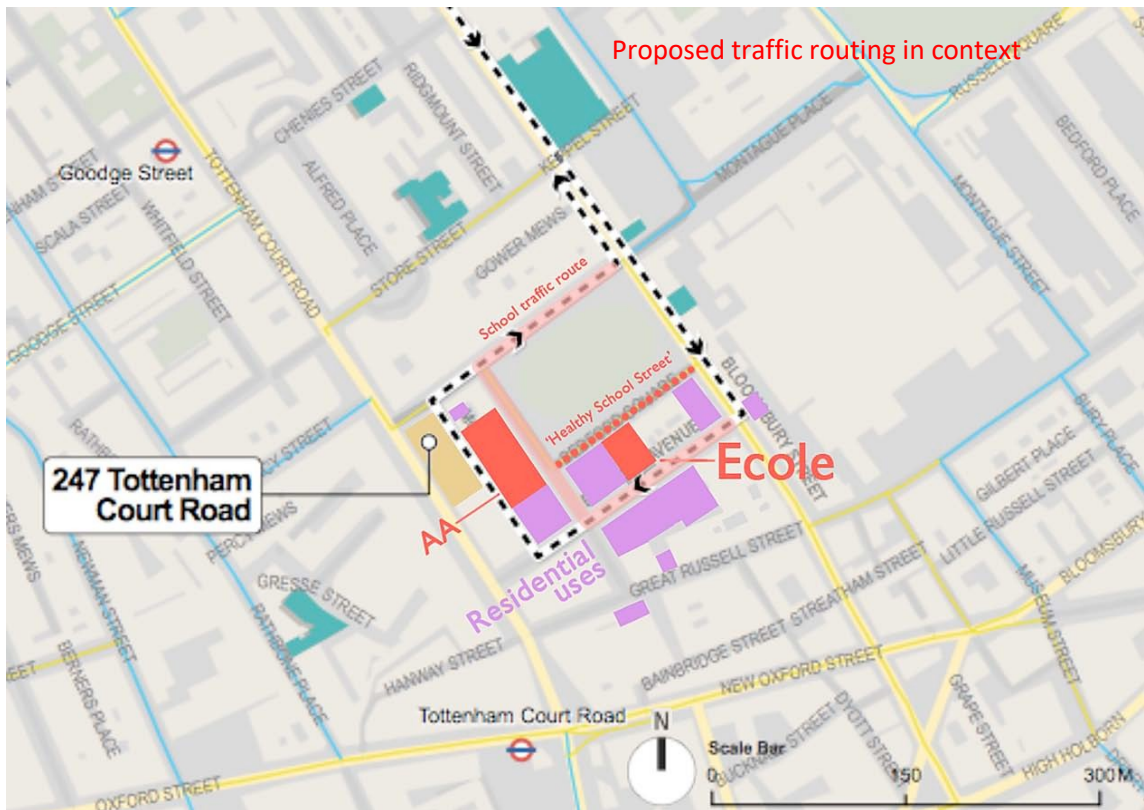 Proposed traffic routing in context
RUSSELL SQUARE
CHENIES STREET
RIDGMOUNT STREET
KEPPEL STREET
MONTAGUE PLACE
BEDFORD PLACE
Goodge Street
TOTTENHAM COURT ROAD
ALFRED PLACE
SCALA STREET
WHITFIELD STREET
MONTAGUE STREET
STORE STREET
GOWER MEWS
GOODGE STREET
School traffic route
'Healthy School Street'
BEDFORD SQUARE
BLOOMSBURY STREET
AVENUE
BURY PLACE
247 Tottenham
Court Road
Ecole
GILBERT PLACE
LITTLE RUSSELL STREET
AA
PERCY MEWS
NEWMAN STREET
Residential
uses
GREAT RUSSELL STREET
STREATHAM STREET
BLOOMSBURY
GRESSE STREET
RATHBONE PLACE
MUSEUM STREET
BERNERS PLACE
HANWAY STREET
BAINBRIDGE STREET
NEW OXFORD STREET
DYOTT STREET
GRAPE STREET
HIGH HOLBORN
Tottenham Court Road
N
Scale Bar
0 150 300M
OXFORD STREET